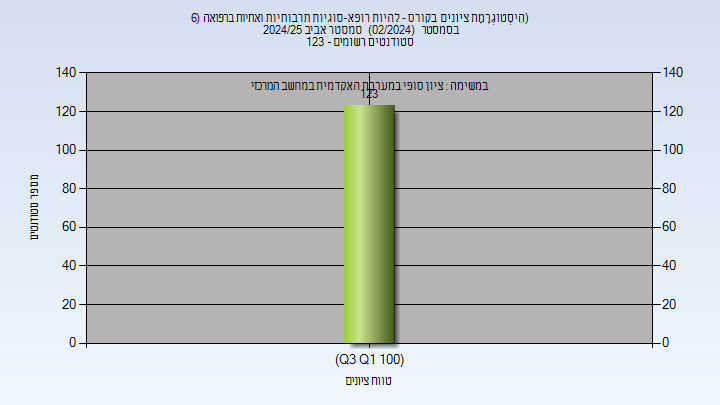 (היסטוגרמת ציונים בקורס - להיות רופא-סוגיות תרבותיות ואתיות ברפואה (6
בסמסטר (02/2024) סמסטר אביב 2024/25
סטודנטים רשומים - 123
במשימה : ציון סופי במערכת האקדמית במחשב המרכזי
123
140 140
120 120
100 100
80 80
60 60
40 40
20 20
0 0
מספר סטודנטים
(Q3 Q1 100)
טווח ציונים